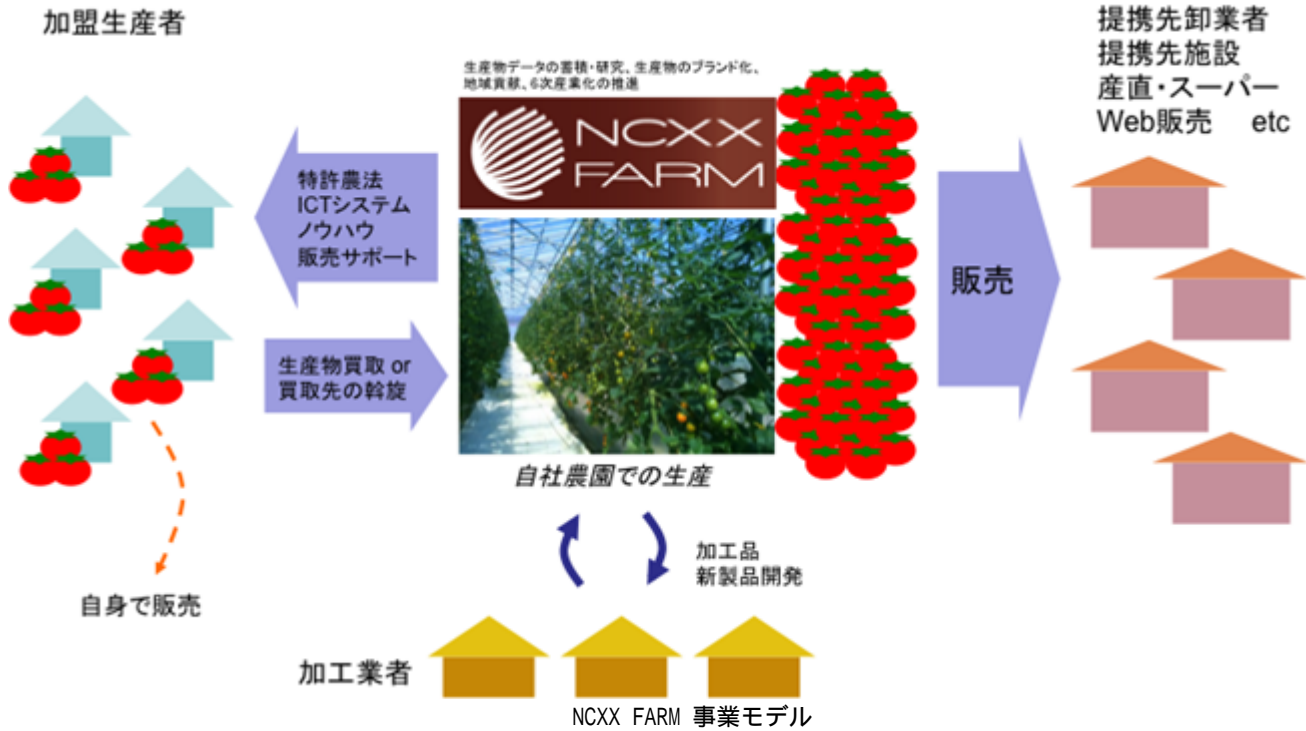 加盟生産者
生産物データの蓄積・研究、生産物のブランド化、
地域貢献、6次産業化の推進
NCXX
FARM
提携先卸業者
提携先施設
産直・スーパー
Web販売 etc
特許農法
ICTシステム
ノウハウ
販売サポート
販売
生産物買取 or
買取先の斡旋
自社農園での生産
加工品
新製品開発
自身で販売
加工業者
NCXX FARM 事業モデル